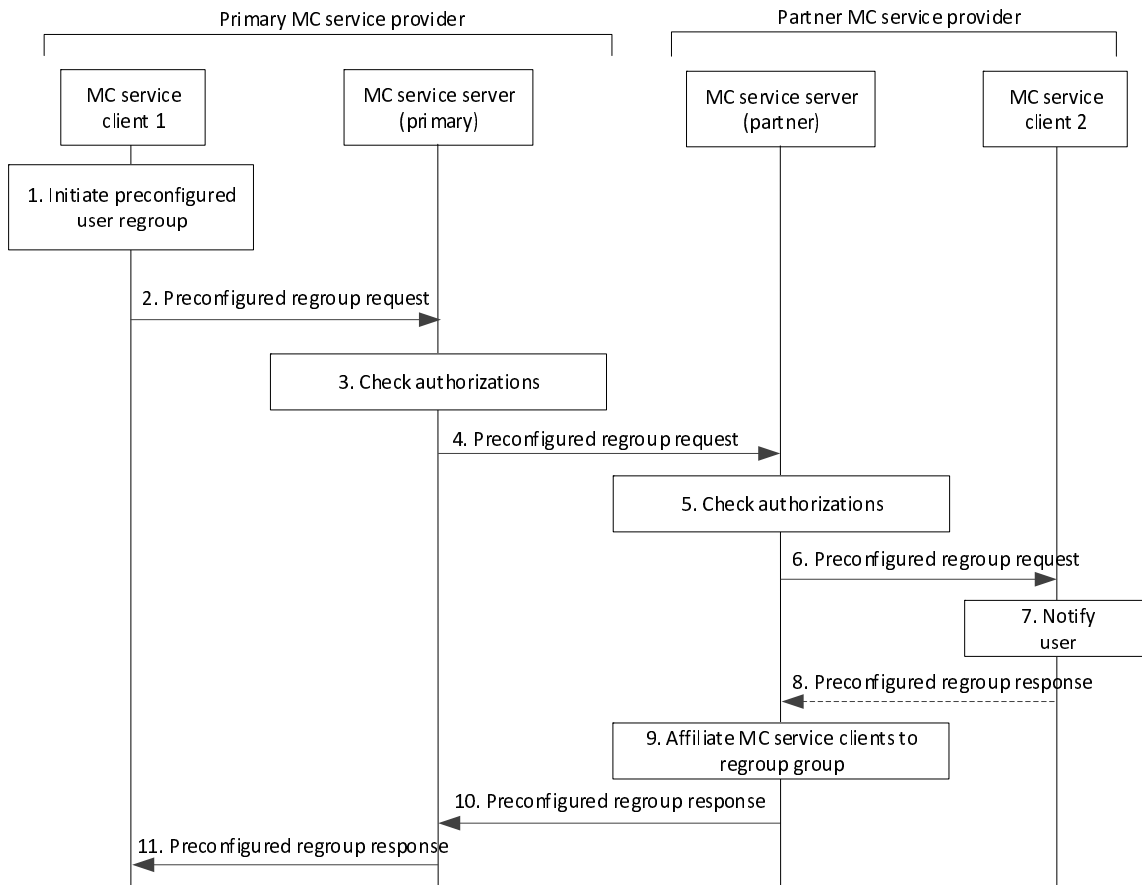 Primary MC service provider
Partner MC service provider
MC service
client 1
MC service server
(primary)
MC service server
(partner)
MC service
client 2
1. Initiate preconfigured
user regroup
2. Preconfigured regroup request
3. Check authorizations
4. Preconfigured regroup request
5. Check authorizations
6. Preconfigured regroup request
7. Notify
user
8. Preconfigured regroup response
9. Affiliate MC service clients to
regroup group
10. Preconfigured regroup response
11. Preconfigured regroup response